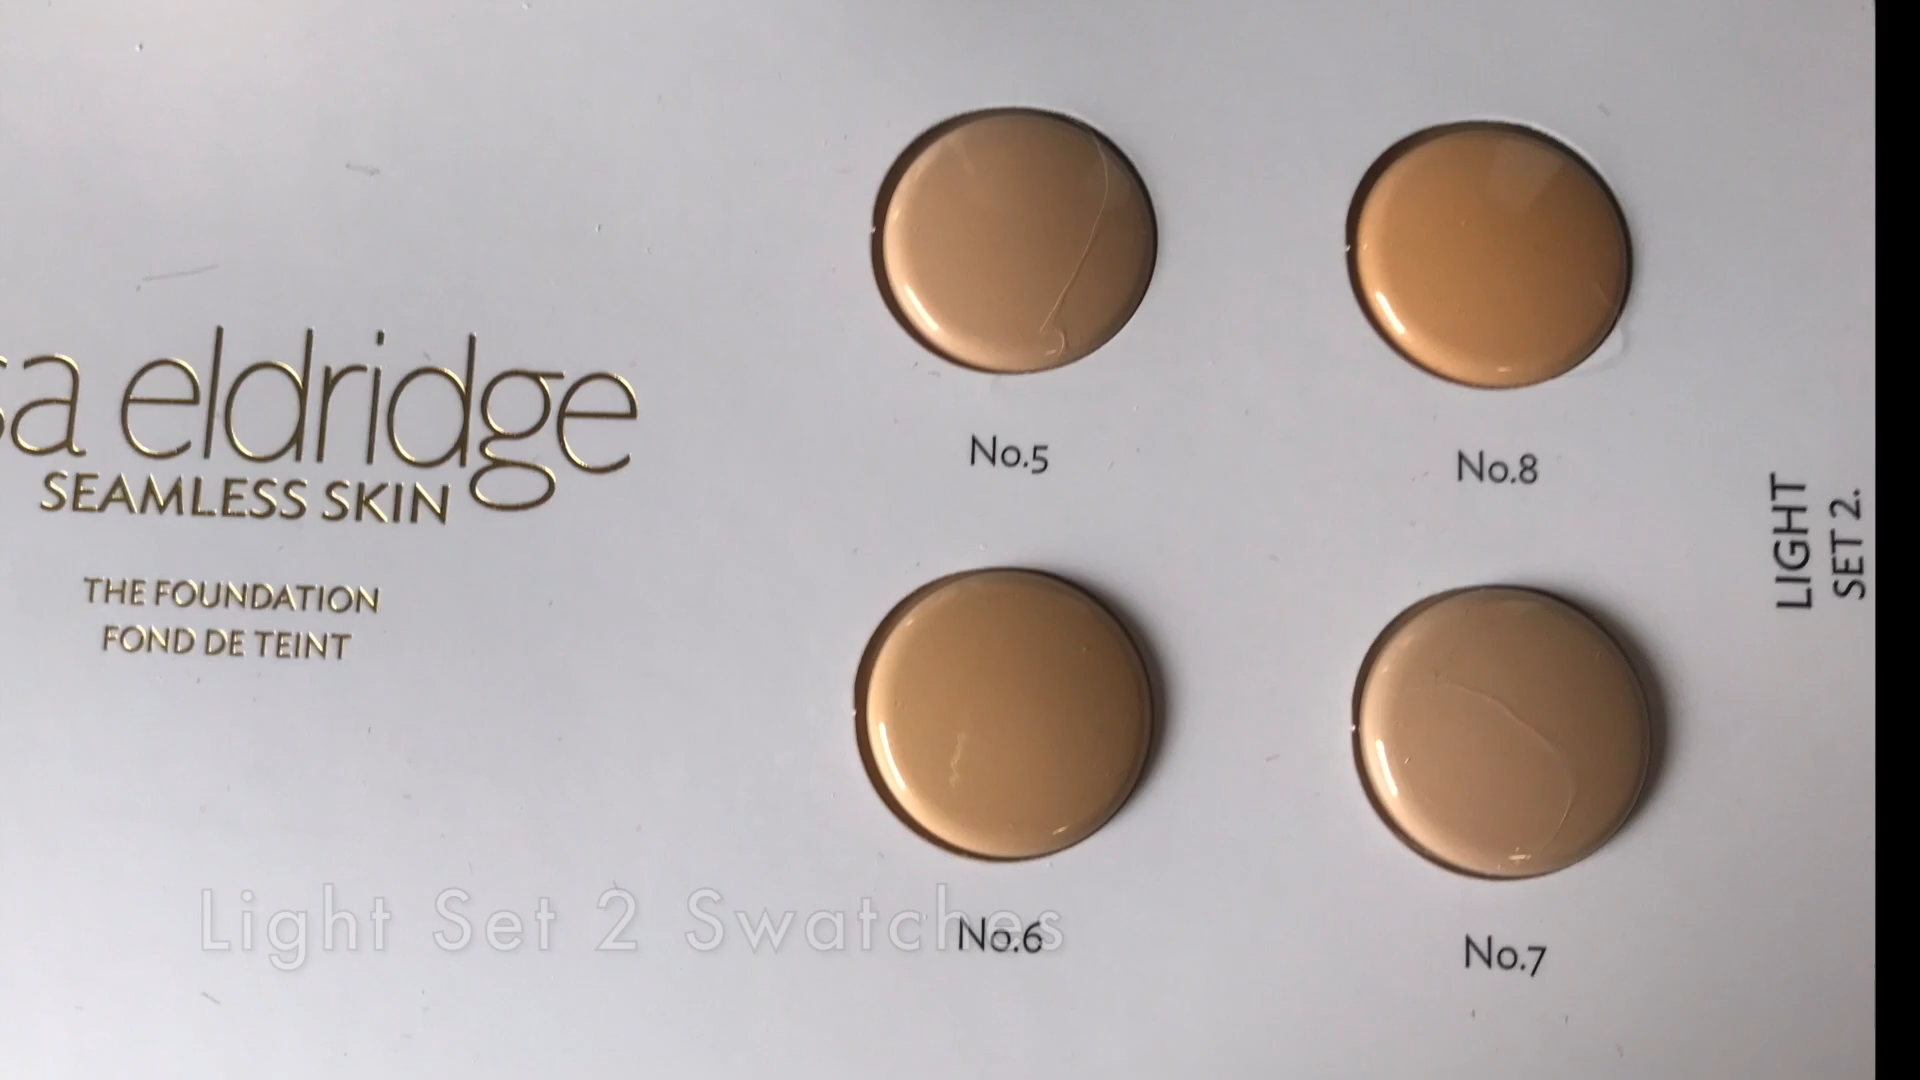 sa eldridge
SEAMLESS SKIN
THE FOUNDATION
FOND DE TEINT
No.5
No.8
No.6
No.7
LIGHT
SET 2.
Light Set 2 Swatches